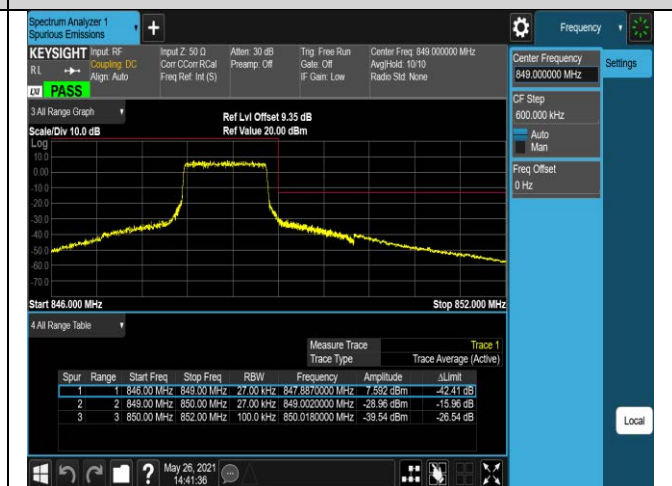 Spectrum Analyzer 1
Spurious Emissions
Frequency
KEYSIGHT Input: RF Input Z: 50 Ω Atten: 30 dB Trig: Free Run Center Freq: 849.000000 MHz
RL Coupling: DC Corr CCorr RCal Preamp: Off Gate: Off Avg|Hold: 10/10
Align: Auto Freq Ref: Int (S) IF Gain: Low Radio Std: None
LXI PASS
Center Frequency
849.000000 MHz
Settings
CF Step
600.000 kHz
Auto
Man
Freq Offset
0 Hz
3 All Range Graph
Ref Lvl Offset 9.35 dB
Scale/Div 10.0 dB Ref Value 20.00 dBm
Log
10.0
0.00
-10.0
-20.0
-30.0
-40.0
-50.0
-60.0
-70.0
Start 846.000 MHz Stop 852.000 MHz
4 All Range Table
Measure Trace Trace 1
Trace Type Trace Average (Active)
Spur Range Start Freq Stop Freq RBW Frequency Amplitude ΔLimit
1 1 846.00 MHz 849.00 MHz 27.00 kHz 847.8870000 MHz 7.592 dBm -42.41 dB
2 2 849.00 MHz 850.00 MHz 27.00 kHz 849.0020000 MHz -28.96 dBm -15.96 dB
3 3 850.00 MHz 852.00 MHz 100.0 kHz 850.0180000 MHz -39.54 dBm -26.54 dB
Local
? May 26, 2021
14:41:36